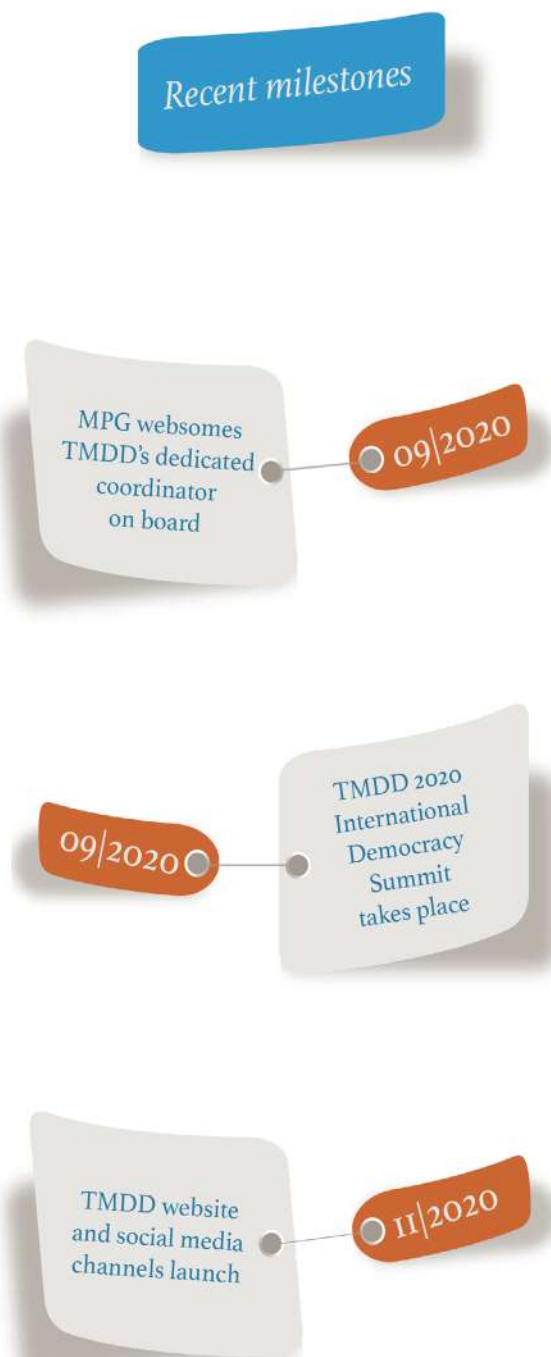 Recent milestones
MPG websomes
TMDD's dedicated
coordinator
on board
09|2020
09|2020
TMDD 2020
International
Democracy
Summit
takes place
TMDD website
and social media
channels launch
11|2020